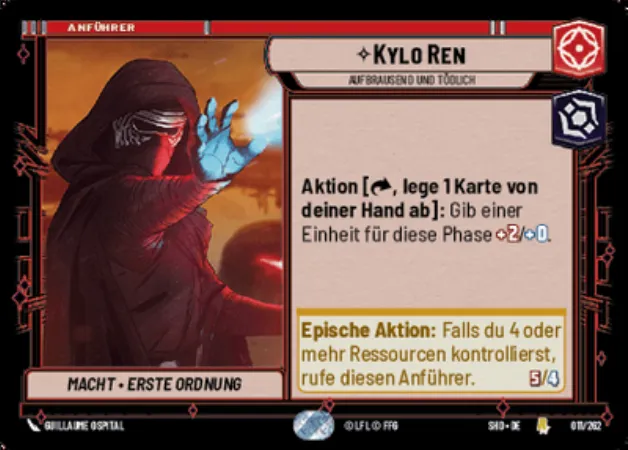 ANFÜHRER
KYLO REN
AUFBRAUSEND UND TÖDLICH
Aktion [, lege 1 Karte von
deiner Hand ab]: Gib einer
Einheit für diese Phase +2/+0.
Epische Aktion: Falls du 4 oder
mehr Ressourcen kontrollierst,
rufe diesen Anführer. 5/4
MACHT • ERSTE ORDNUNG
GUILLAUME OSPITAL
© LFL © FFG
SHD • DE
011/262